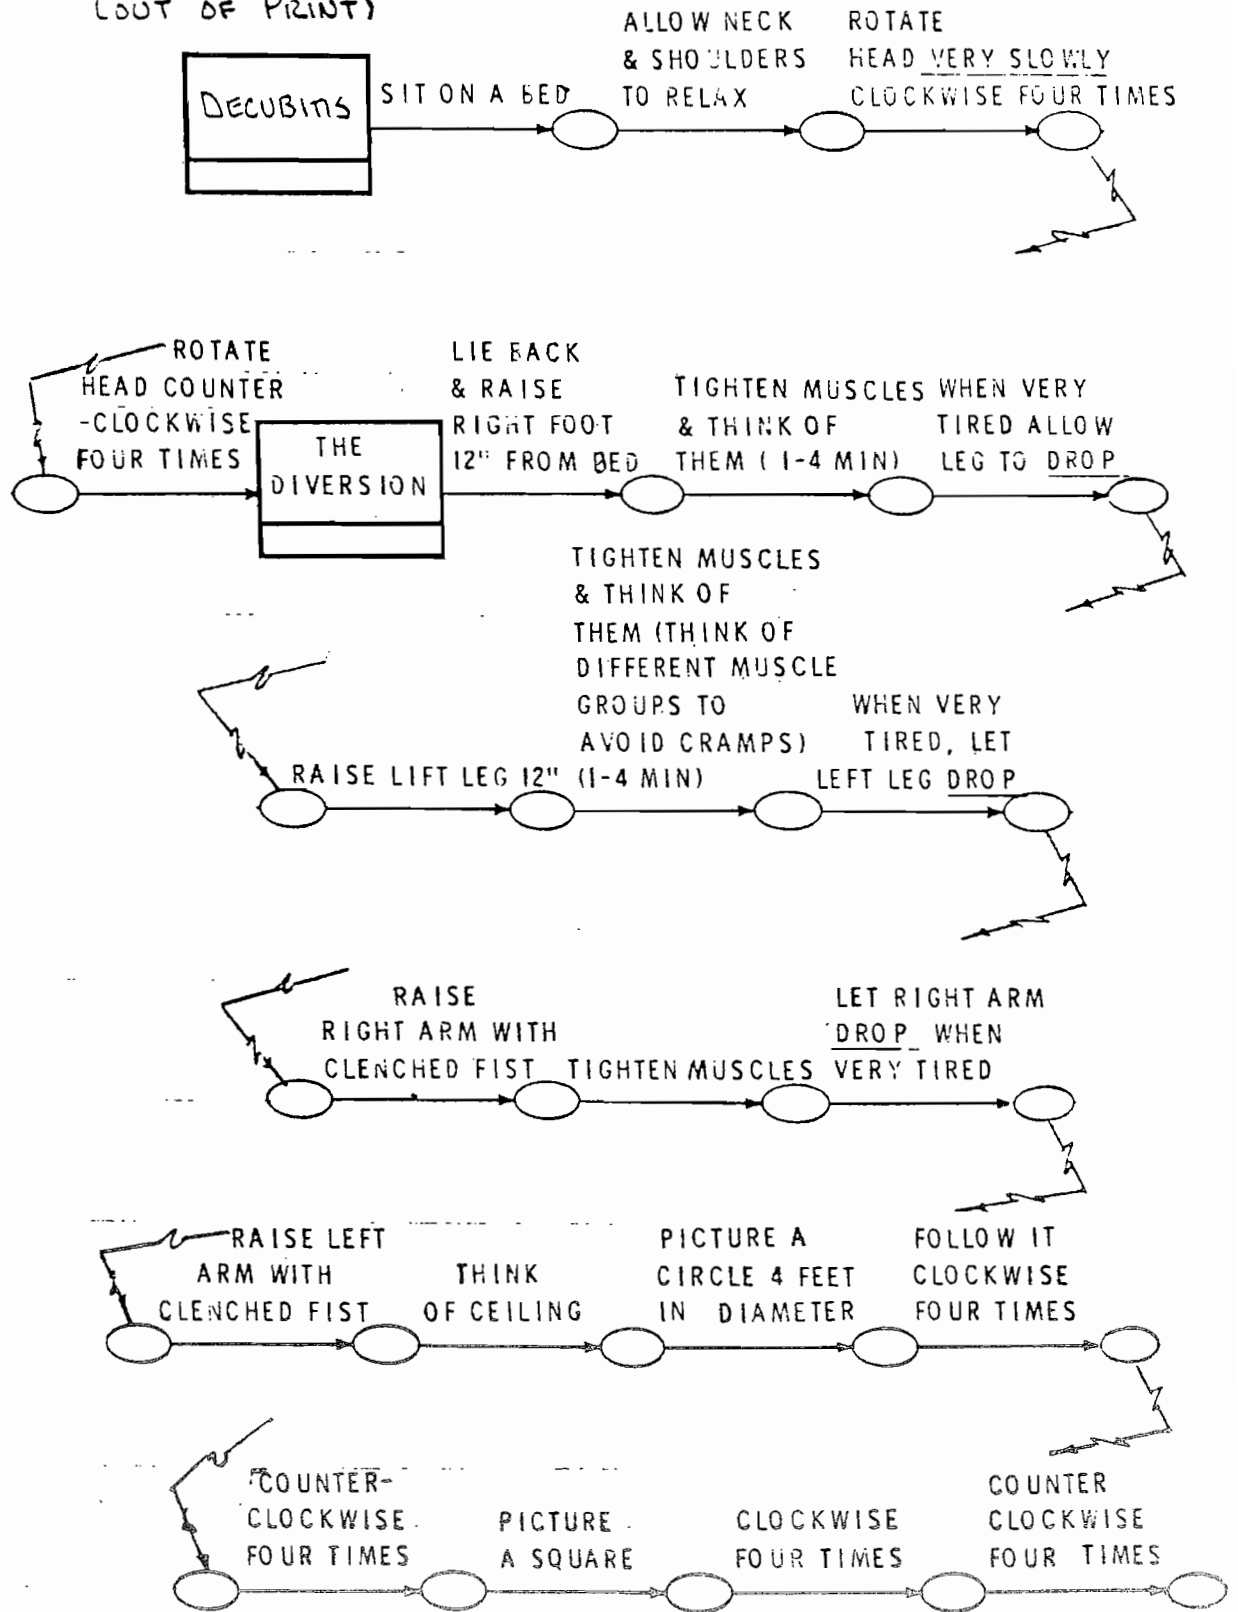 (OUT OF PRINT)
DECUBITUS
SIT ON A BED
ALLOW NECK
& SHOULDERS
TO RELAX
ROTATE
HEAD VERY SLOWLY
CLOCKWISE FOUR TIMES
ROTATE
HEAD COUNTER
-CLOCKWISE
FOUR TIMES
THE
DIVERSION
LIE BACK
& RAISE
RIGHT FOOT
12" FROM BED
TIGHTEN MUSCLES
& THINK OF
THEM (1-4 MIN)
WHEN VERY
TIRED ALLOW
LEG TO DROP
RAISE LIFT LEG 12"
TIGHTEN MUSCLES
& THINK OF
THEM (THINK OF
DIFFERENT MUSCLE
GROUPS TO
AVOID CRAMPS)
(1-4 MIN)
WHEN VERY
TIRED, LET
LEFT LEG DROP
RAISE
RIGHT ARM WITH
CLENCHED FIST
TIGHTEN MUSCLES
LET RIGHT ARM
DROP WHEN
VERY TIRED
RAISE LEFT
ARM WITH
CLENCHED FIST
THINK
OF CEILING
PICTURE A
CIRCLE 4 FEET
IN DIAMETER
FOLLOW IT
CLOCKWISE
FOUR TIMES
COUNTER-
CLOCKWISE
FOUR TIMES
PICTURE
A SQUARE
CLOCKWISE
FOUR TIMES
COUNTER
CLOCKWISE
FOUR TIMES